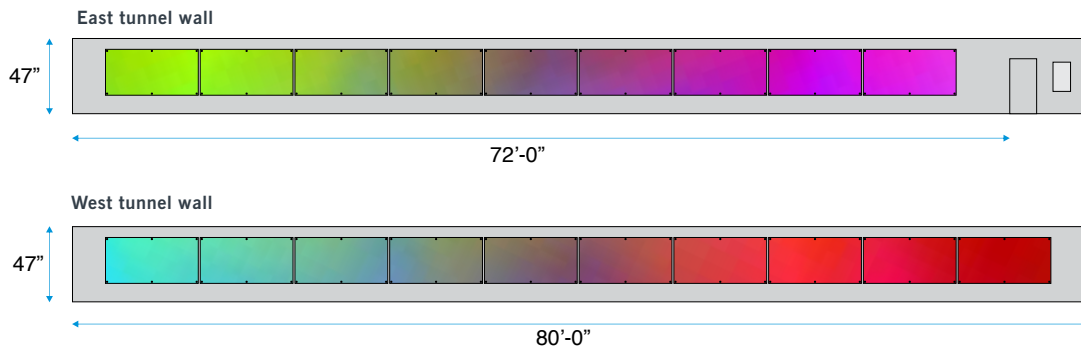 East tunnel wall
47”
72’-0”
West tunnel wall
47”
80’-0”